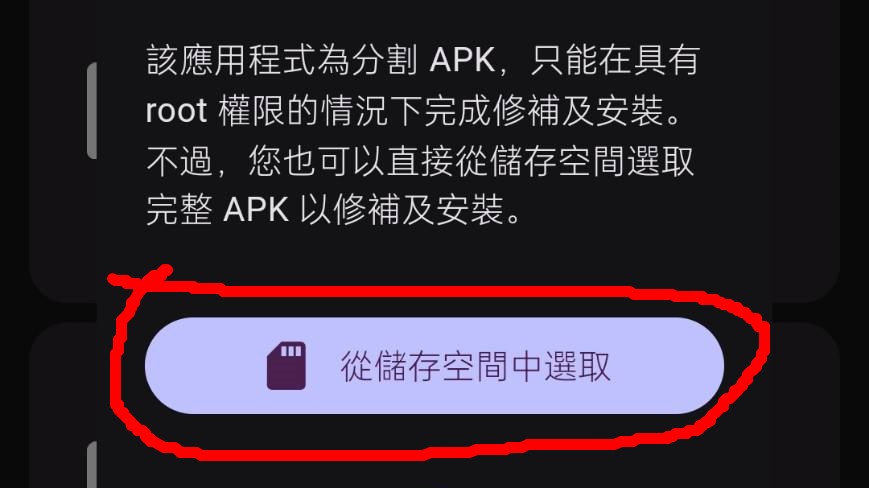 該應用程式為分割 APK，只能在具有
root 權限的情況下完成修補及安裝。
不過，您也可以直接從儲存空間選取
完整 APK 以修補及安裝。
從儲存空間中選取